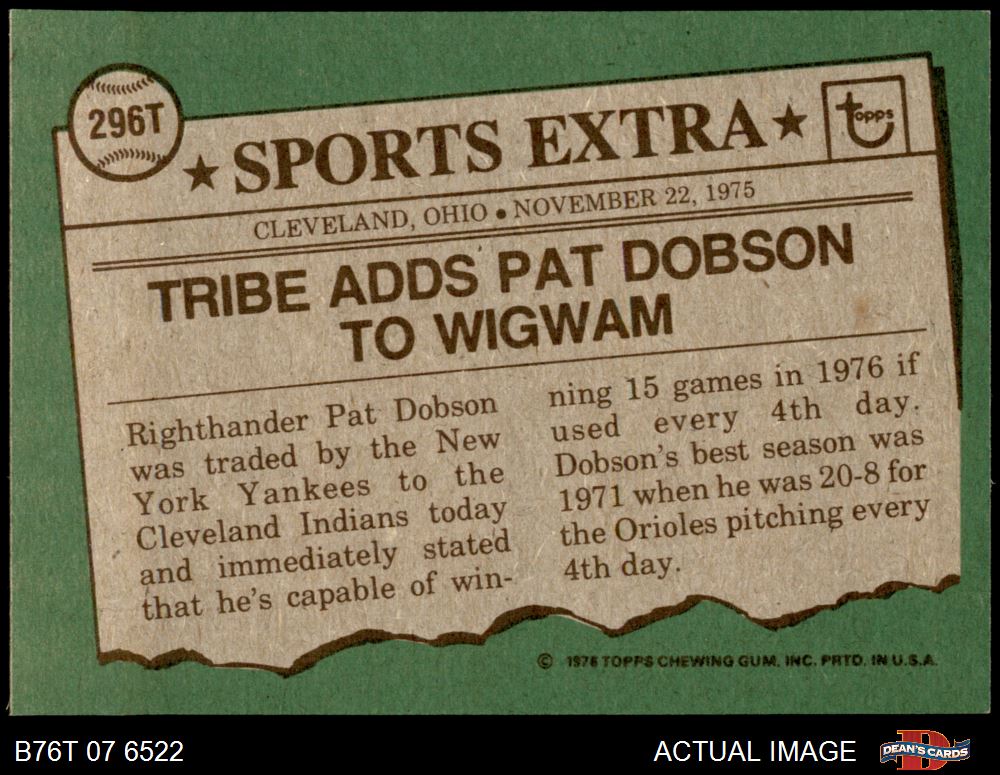 296T
★ SPORTS EXTRA ★
topps
CLEVELAND, OHIO ● NOVEMBER 22, 1975
TRIBE ADDS PAT DOBSON
TO WIGWAM
Righthander Pat Dobson
was traded by the New
York Yankees to the
Cleveland Indians today
and immediately stated
that he's capable of win-
ning 15 games in 1976 if
used every 4th day.
Dobson's best season was
1971 when he was 20-8 for
the Orioles pitching every
4th day.
© 1976 TOPPS CHEWING GUM, INC. PRTD. IN U.S.A.
B76T 07 6522
ACTUAL IMAGE
DEAN'S CARDS